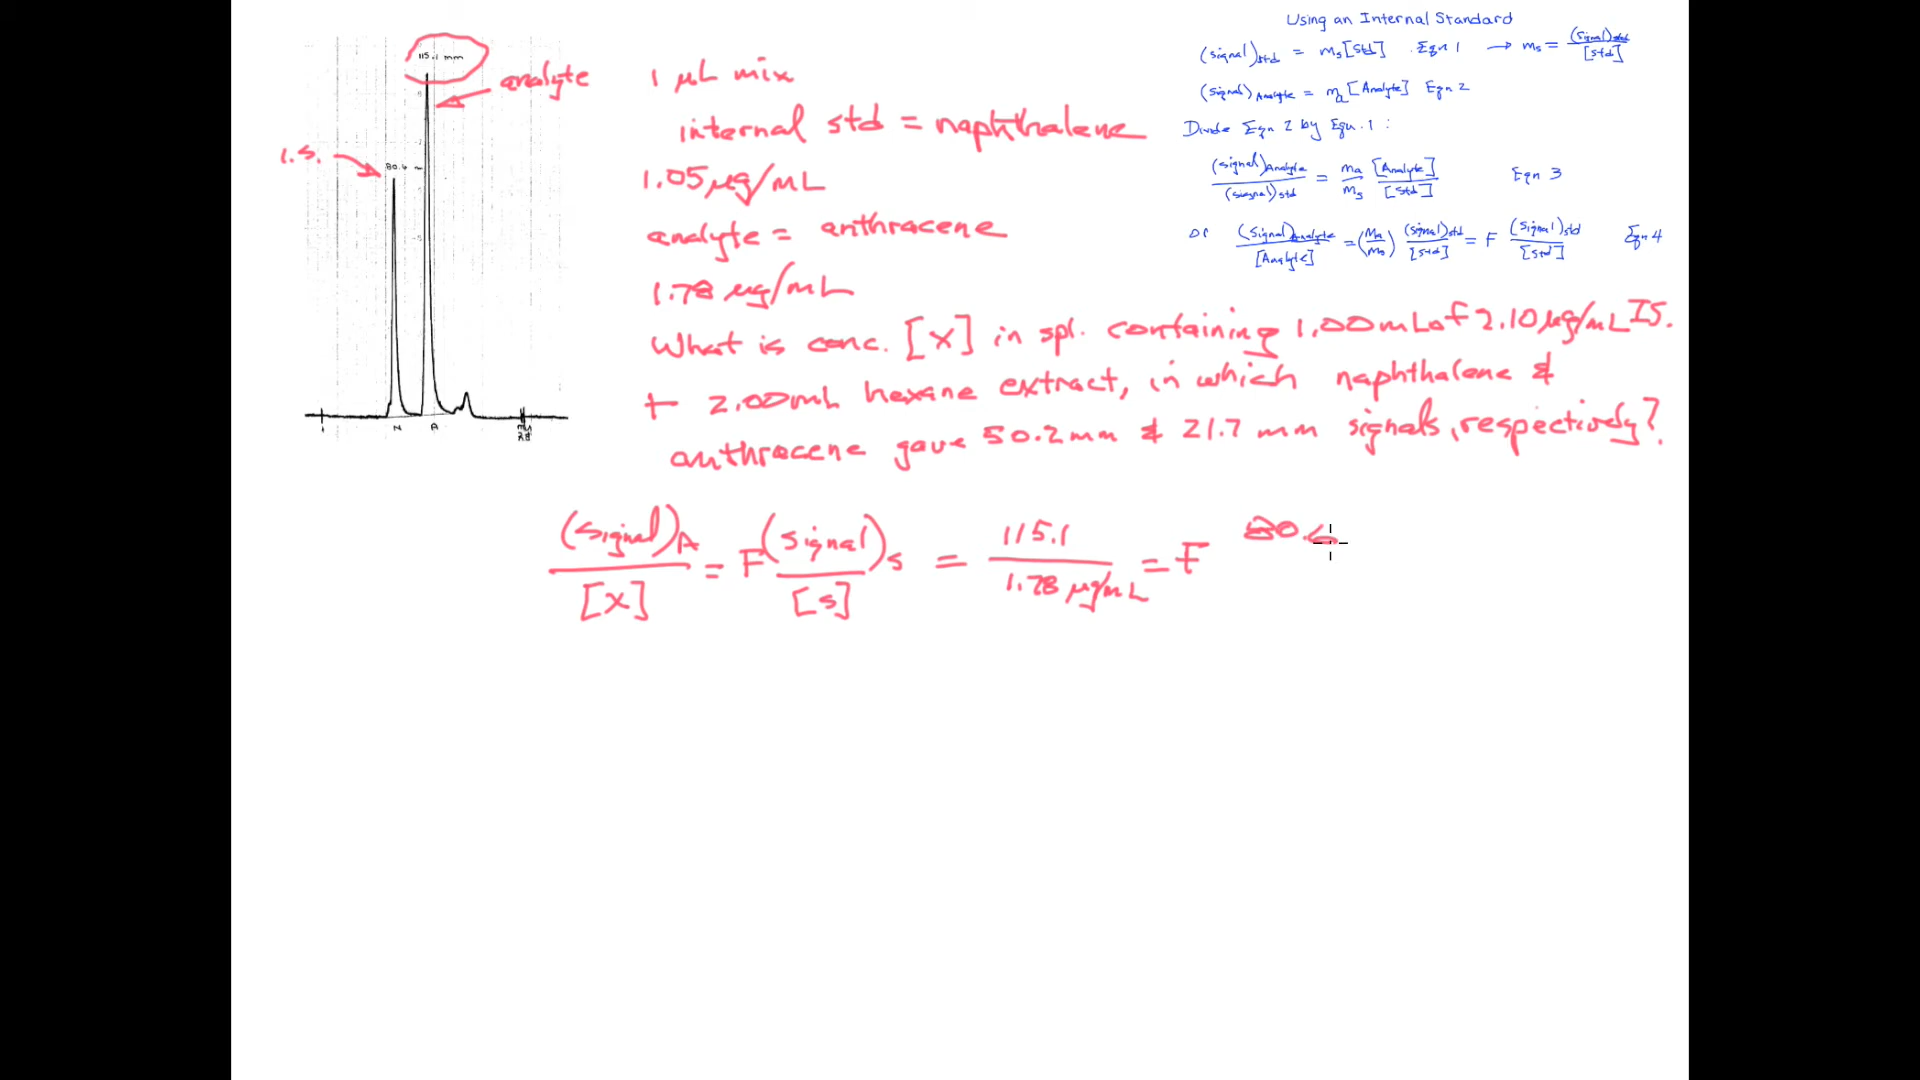 115.1 mm
analyte
I.S.
80.6
N A
1 μL mix
internal std = naphthalene
1.05 μg/mL
analyte = anthracene
1.78 μg/mL
Using an Internal Standard
(signal)std = ms[Std] Eqn 1 → ms = (signal)std / [Std]
(signal)Analyte = ma[Analyte] Eqn 2
Divide Eqn 2 by Eqn. 1 :
(signal)Analyte / (signal)std = ma / ms [Analyte] / [Std] Eqn 3
or (signal)Analyte / [Analyte] = (ma / ms) (signal)std / [Std] = F (signal)std / [Std] Eqn 4
What is conc. [X] in spl. containing 1.00 mL of 2.10 μg/mL IS.
+ 2.00 mL hexane extract, in which naphthalene &
anthracene gave 50.2 mm & 21.7 mm signals, respectively?
(signal)A / [X] = F (signal)s / [S] = 115.1 / 1.78 μg/mL = F 80.6